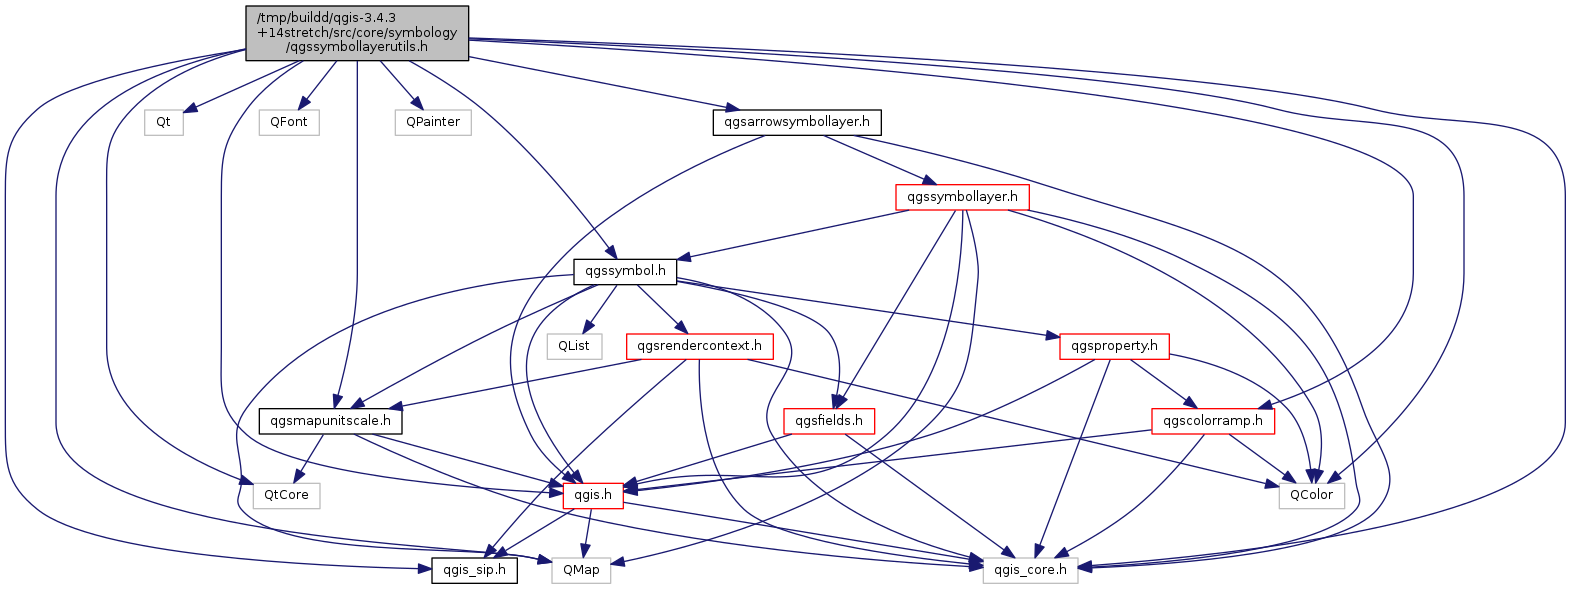 /tmp/buildd/qgis-3.4.3
+14stretch/src/core/symbology
/qgssymbollayerutils.h
Qt
QFont
QPainter
qgsarrowsymbollayer.h
qgssymbollayer.h
qgssymbol.h
QList
qgsrendercontext.h
qgsproperty.h
qgsmapunitscale.h
qgsfields.h
qgscolorramp.h
QtCore
qgis.h
QColor
qgis_sip.h
QMap
qgis_core.h